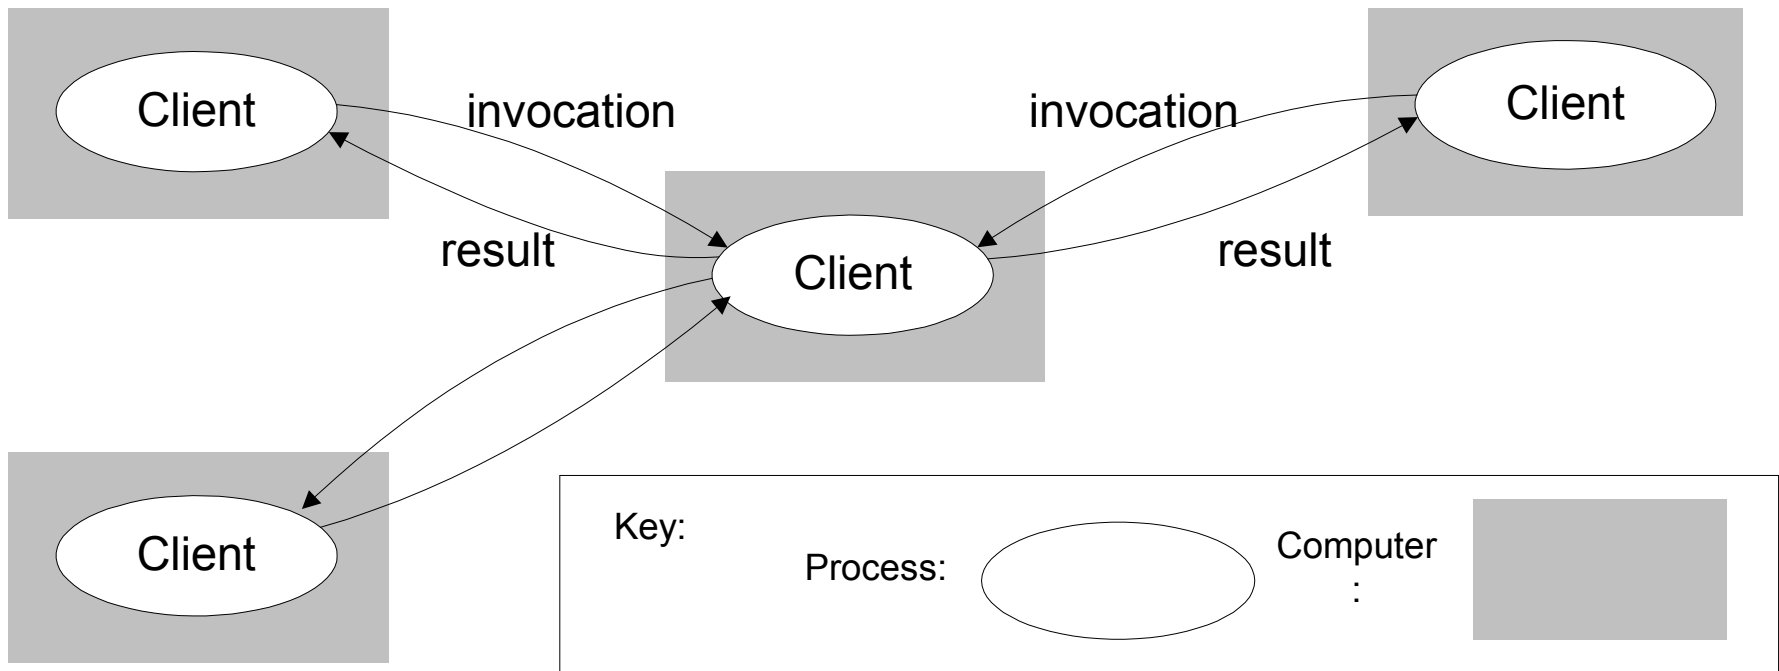 Client
invocation
invocation
Client
result
Client
result
Client
Key:
Process:
Computer
: